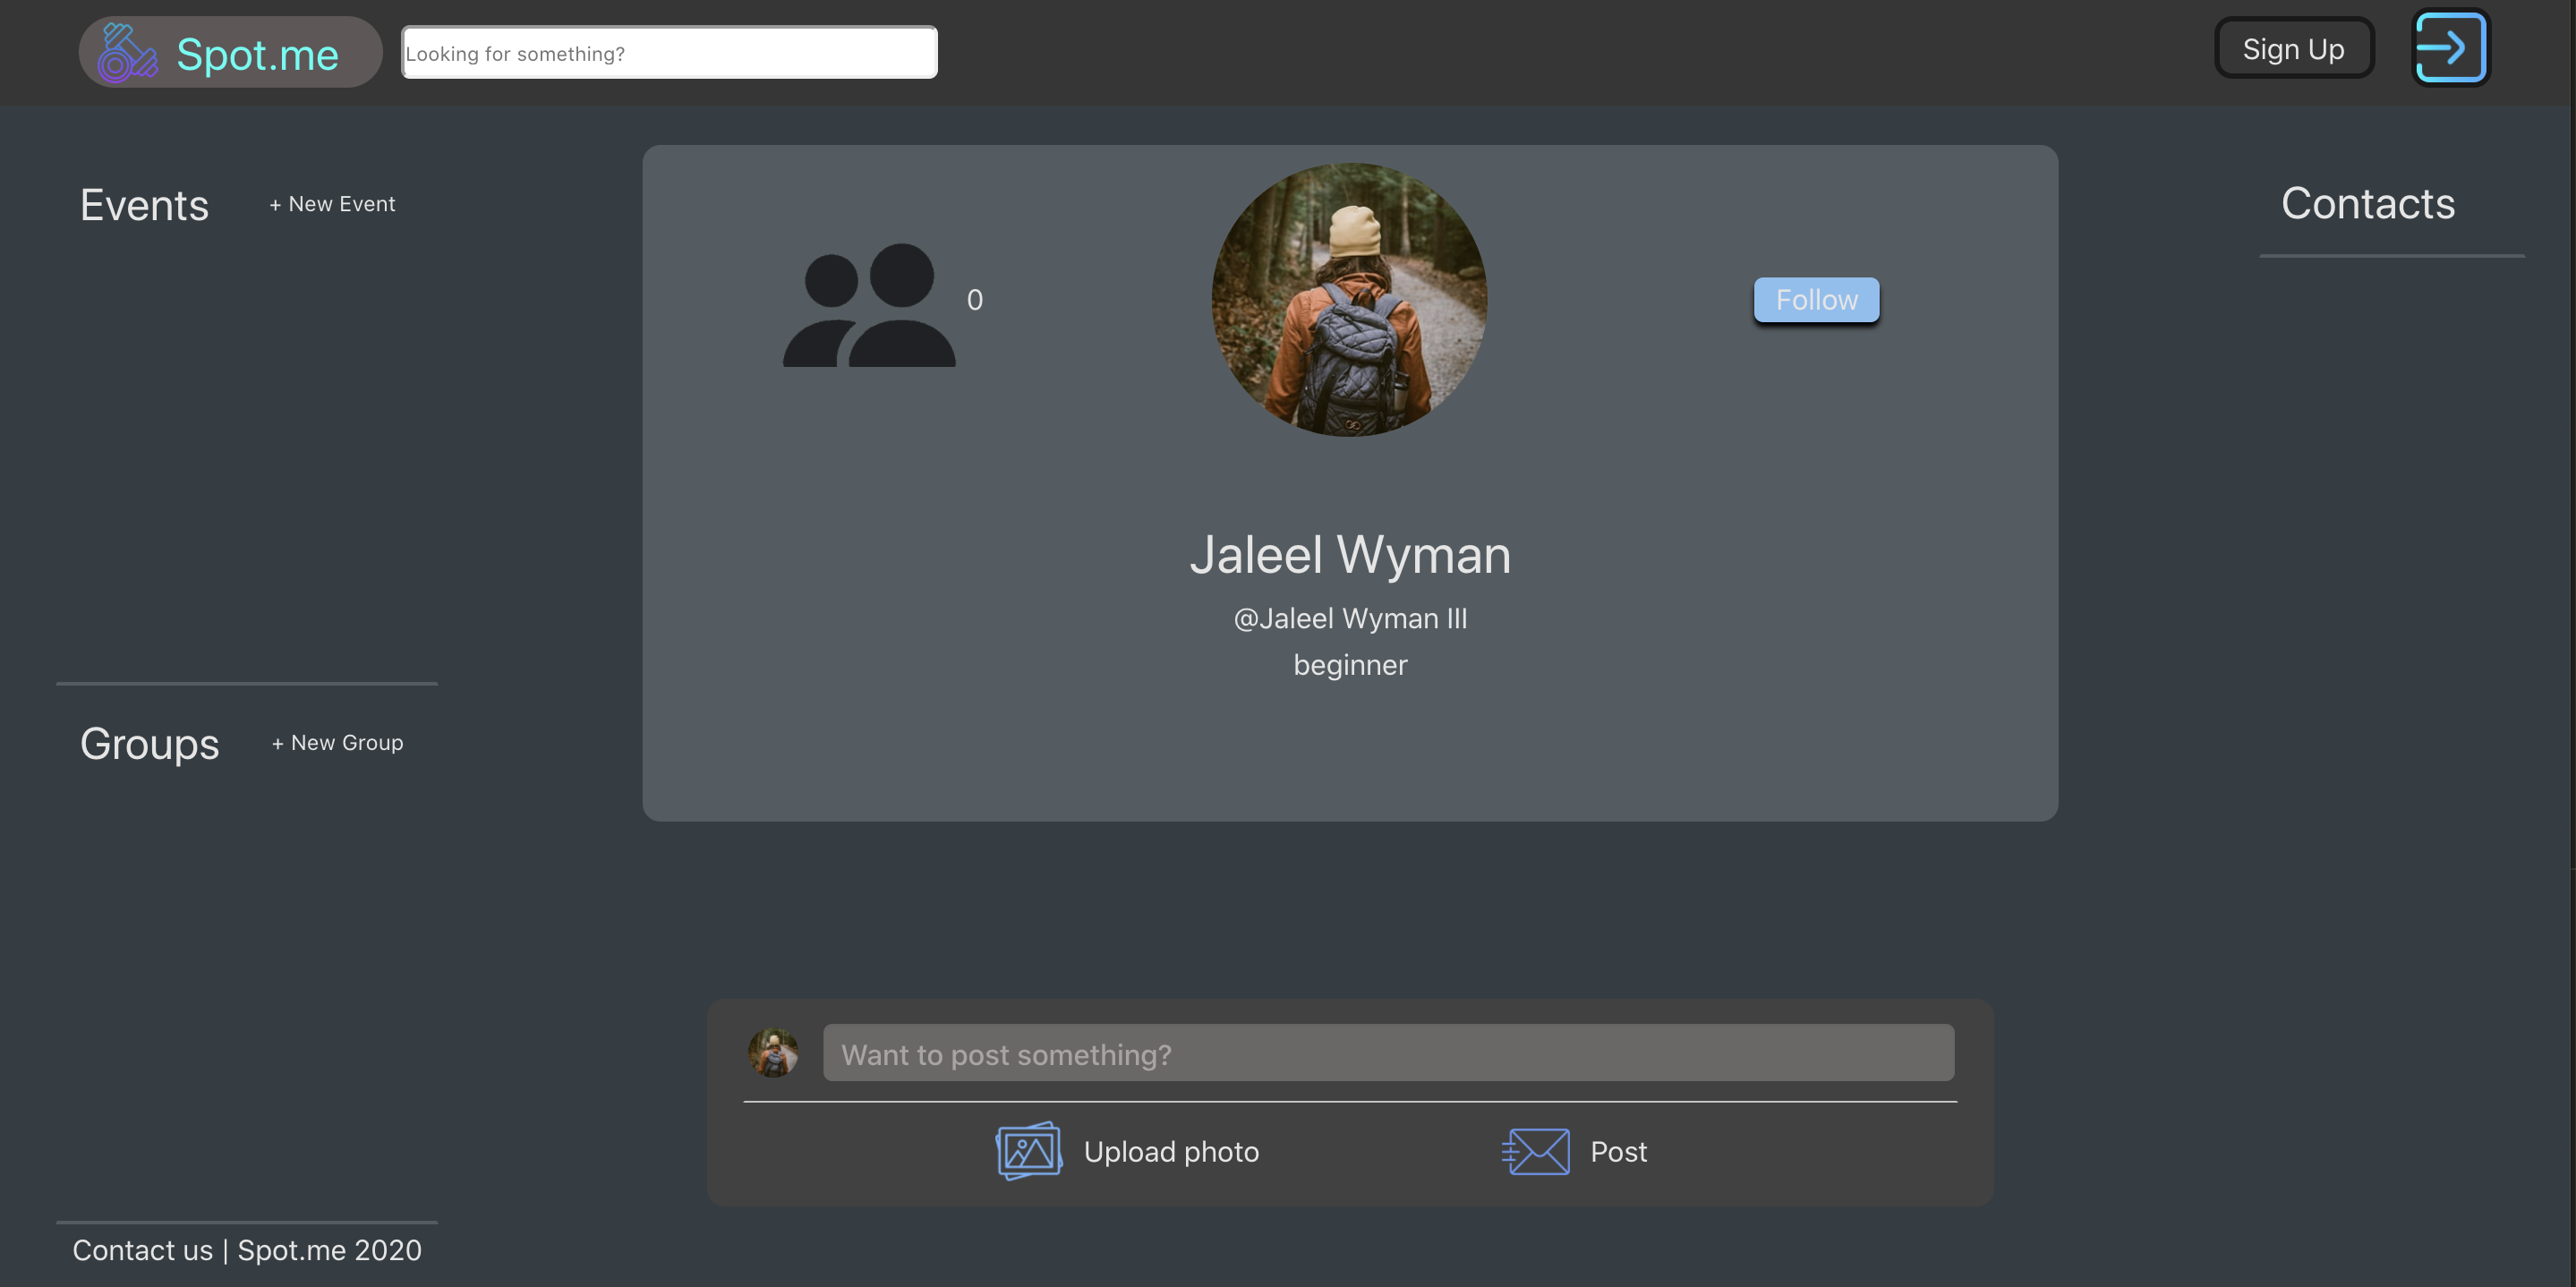 Spot.me
Looking for something?
Sign Up
Events
+ New Event
Contacts
0
Follow
Jaleel Wyman
@Jaleel Wyman III
beginner
Groups
+ New Group
Want to post something?
Upload photo
Post
Contact us | Spot.me 2020